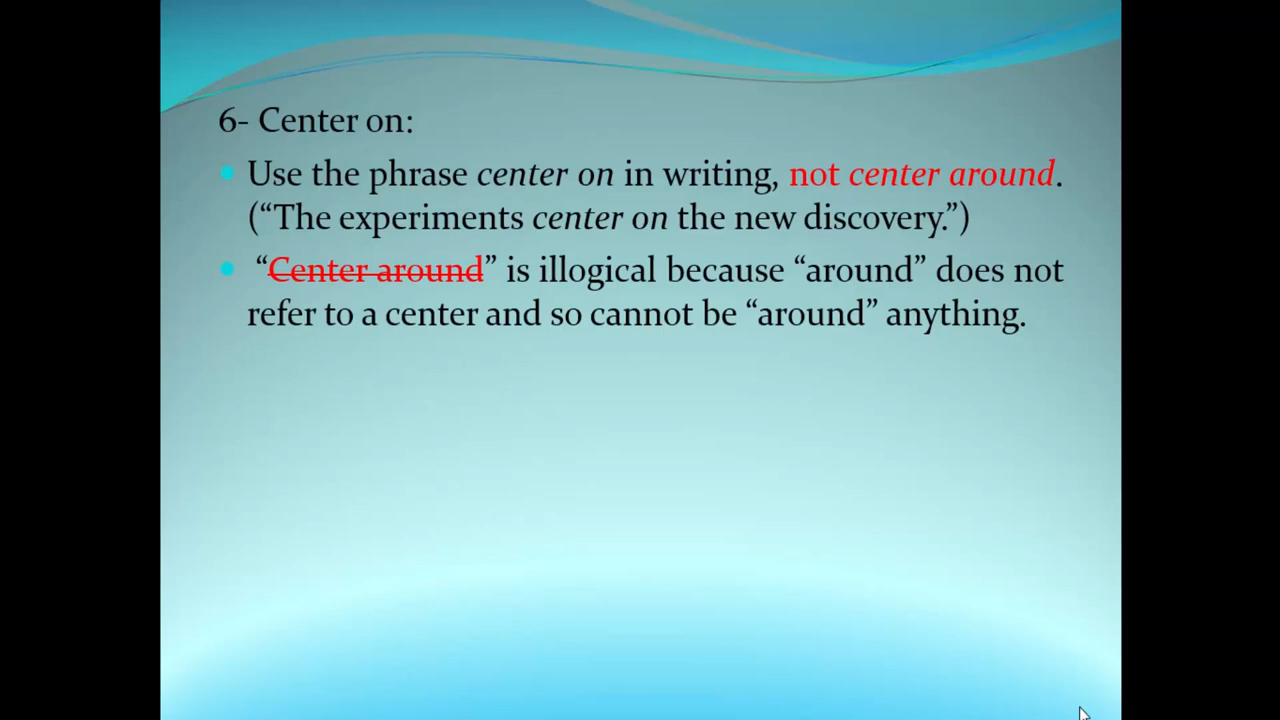 6- Center on:
Use the phrase center on in writing, not center around.
(“The experiments center on the new discovery.”)
“Center around” is illogical because “around” does not
refer to a center and so cannot be “around” anything.